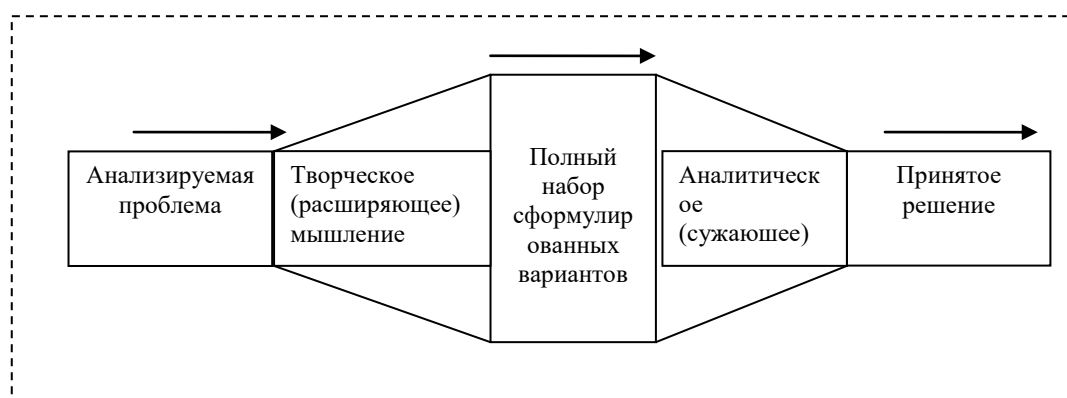 Анализируемая
проблема
Творческое
(расширяющее)
мышление
Полный
набор
сформулир
ованных
вариантов
Аналитическ
ое
(сужаюшее)
Принятое
решение